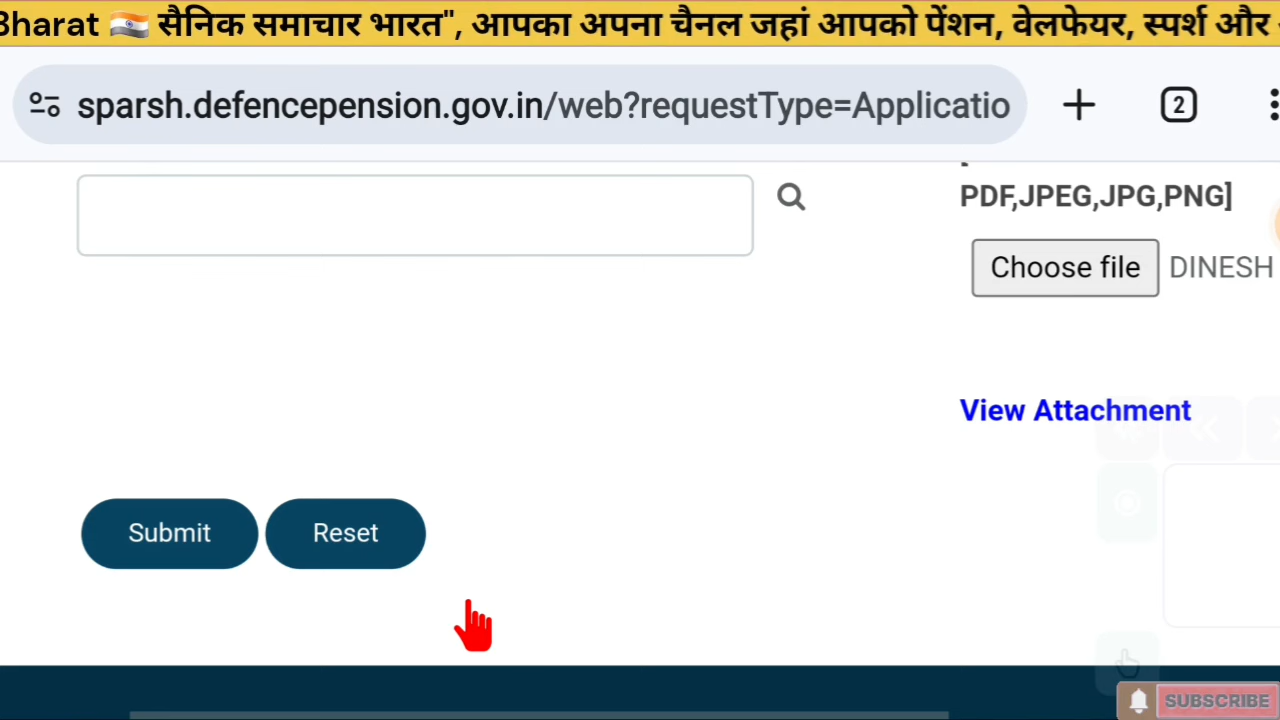 Bharat 🇮🇳 सैनिक समाचार भारत", आपका अपना चैनल जहां आपको पेंशन, वेलफेयर, स्पर्श और
sparsh.defencepension.gov.in/web?requestType=Applicatio
2
PDF,JPEG,JPG,PNG]
Choose file DINESH
View Attachment
Submit Reset
SUBSCRIBE